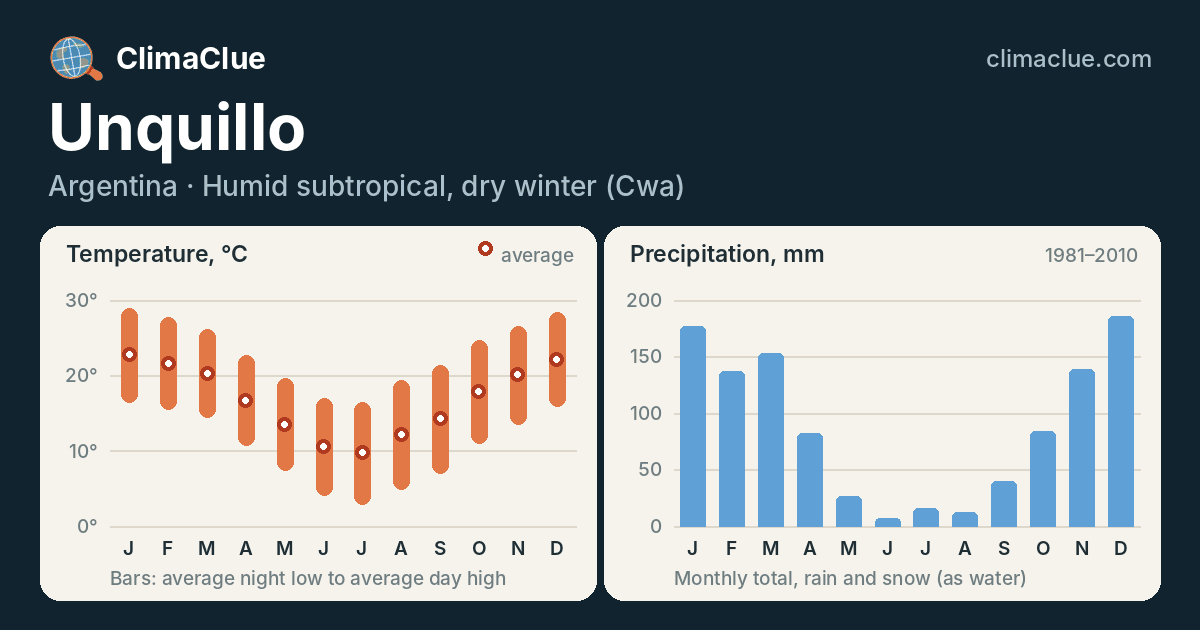 ClimaClue
climaclue.com
Unquillo
Argentina · Humid subtropical, dry winter (Cwa)
Temperature, °C
average
30°
20°
10°
0°
J F M A M J J A S O N D
Bars: average night low to average day high
Precipitation, mm
1981–2010
200
150
100
50
0
J F M A M J J A S O N D
Monthly total, rain and snow (as water)